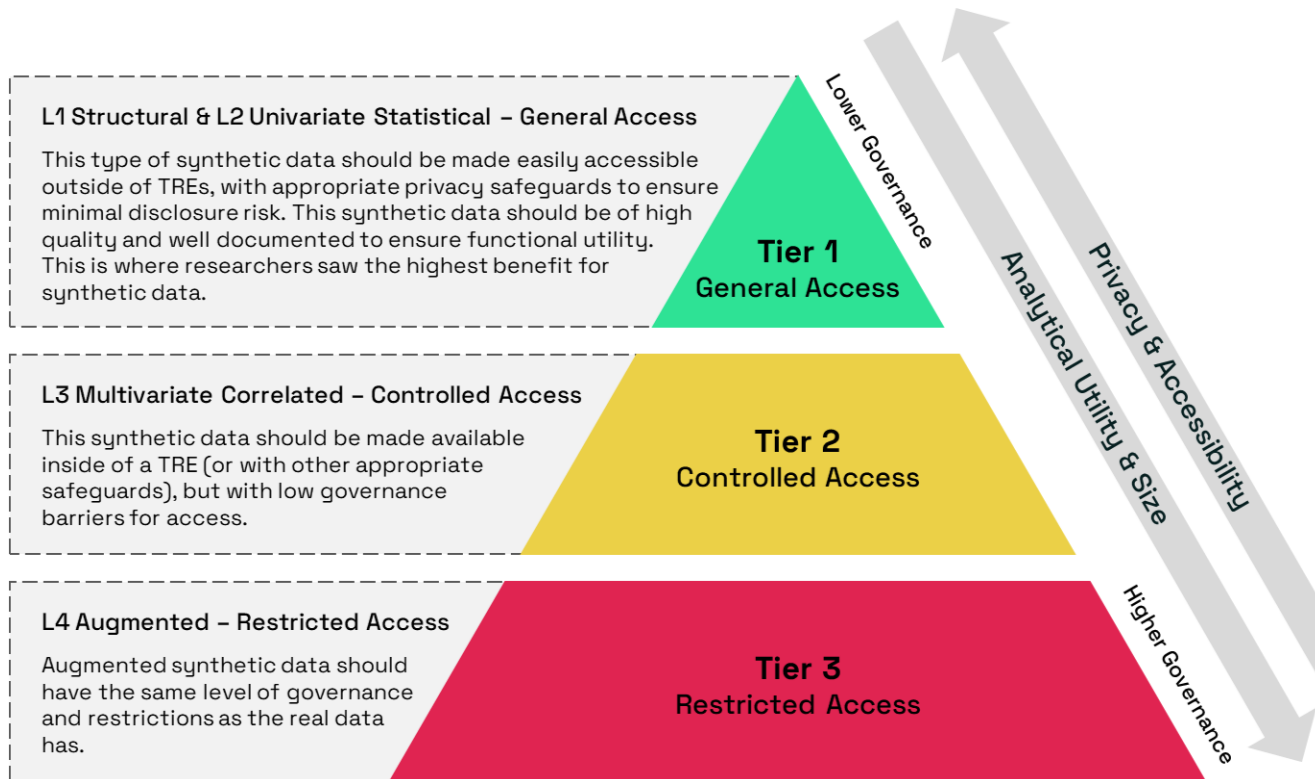 L1 Structural & L2 Univariate Statistical – General Access
This type of synthetic data should be made easily accessible
outside of TREs, with appropriate privacy safeguards to ensure
minimal disclosure risk. This synthetic data should be of high
quality and well documented to ensure functional utility.
This is where researchers saw the highest benefit for
synthetic data.
Tier 1
General Access
Lower Governance
Analytical Utility & Size
Privacy & Accessibility
L3 Multivariate Correlated – Controlled Access
This synthetic data should be made available
inside of a TRE (or with other appropriate
safeguards), but with low governance
barriers for access.
Tier 2
Controlled Access
L4 Augmented – Restricted Access
Augmented synthetic data should
have the same level of governance
and restrictions as the real data
has.
Tier 3
Restricted Access
Higher Governance